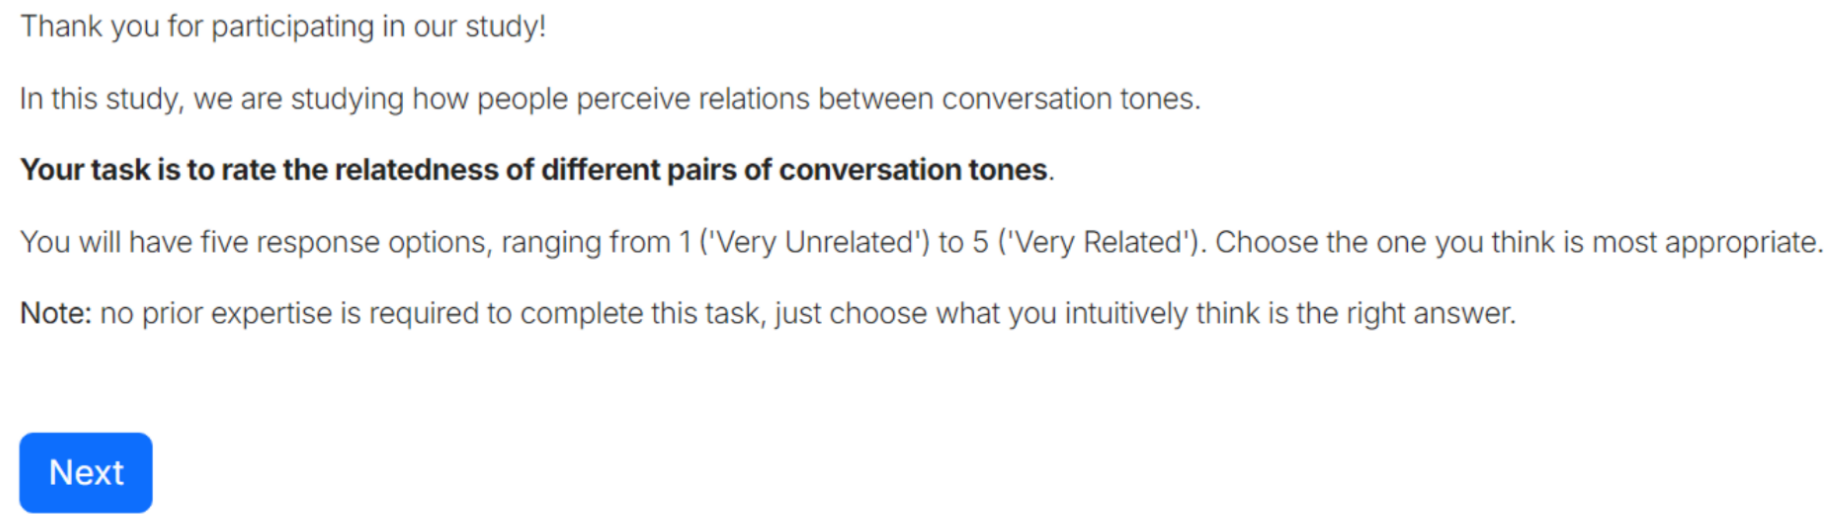 Thank you for participating in our study!
In this study, we are studying how people perceive relations between conversation tones.
Your task is to rate the relatedness of different pairs of conversation tones.
You will have five response options, ranging from 1 ('Very Unrelated') to 5 ('Very Related'). Choose the one you think is most appropriate.
Note: no prior expertise is required to complete this task, just choose what you intuitively think is the right answer.
Next